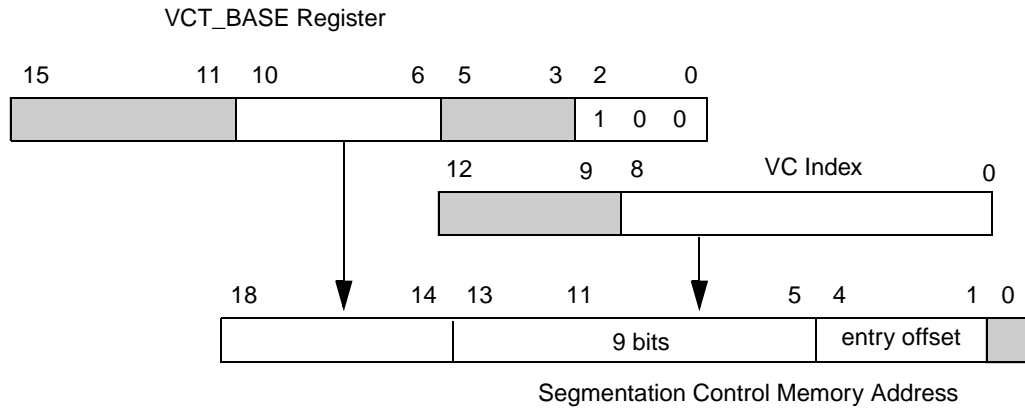 VCT_BASE Register
15 11 10 6 5 3 2 0
1 0 0
12 9 8 VC Index 0
18 14 13 11 5 4 1 0
9 bits entry offset
Segmentation Control Memory Address